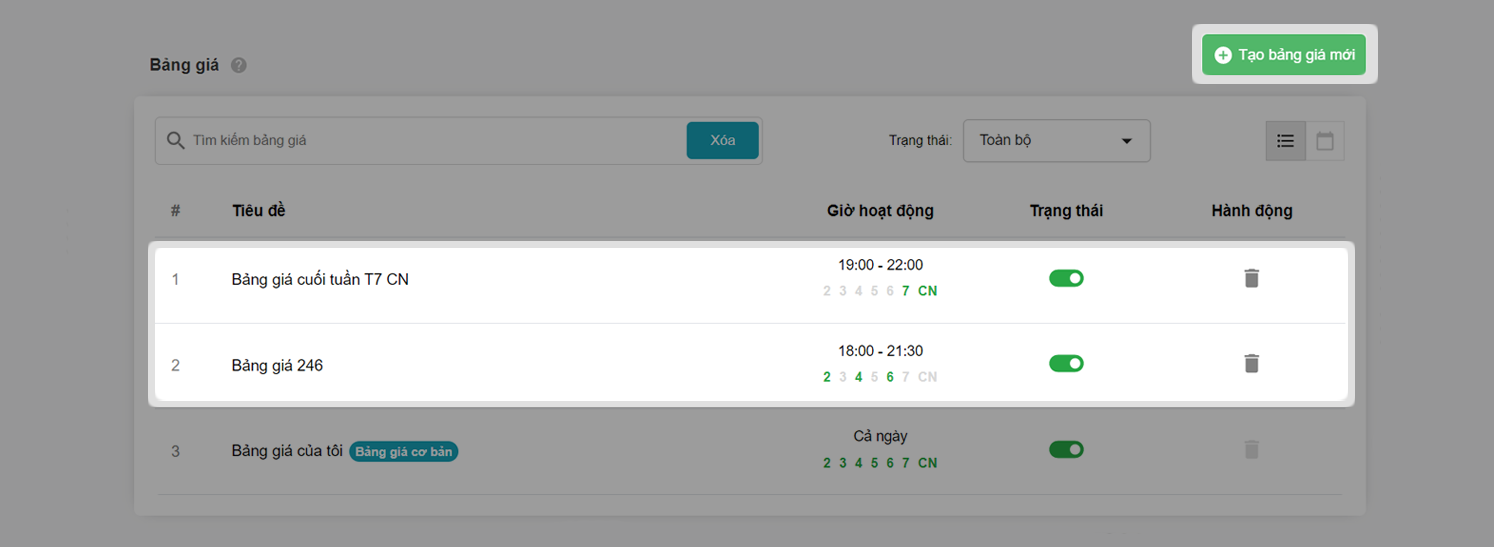 Tạo bảng giá mới
Bảng giá ?
Tìm kiếm bảng giá Xóa Trạng thái: Toàn bộ
# Tiêu đề Giờ hoạt động Trạng thái Hành động
1 Bảng giá cuối tuần T7 CN 19:00 - 22:00
2 3 4 5 6 7 CN
2 Bảng giá 246 18:00 - 21:30
2 3 4 5 6 7 CN
3 Bảng giá của tôi Bảng giá cơ bản Cả ngày
2 3 4 5 6 7 CN